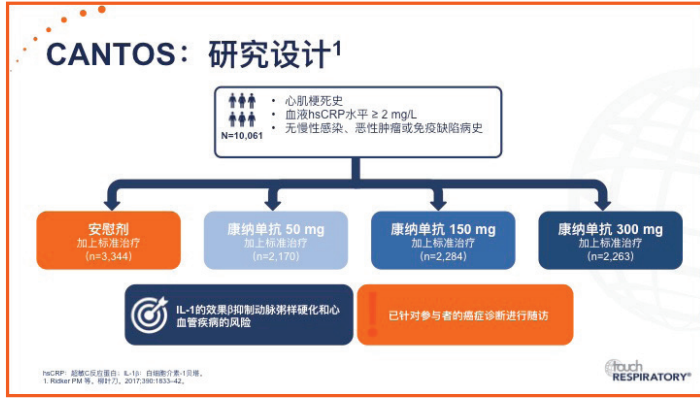 CANTOS：研究设计1
• 心肌梗死史
• 血液hsCRP水平 ≥ 2 mg/L
• 无慢性感染、恶性肿瘤或免疫缺陷病史
N=10,061
安慰剂
加上标准治疗
(n=3,344)
康纳单抗 50 mg
加上标准治疗
(n=2,170)
康纳单抗 150 mg
加上标准治疗
(n=2,284)
康纳单抗 300 mg
加上标准治疗
(n=2,263)
IL-1的效果β抑制动脉粥样硬化和心
血管疾病的风险
已针对参与者的癌症诊断进行随访
hsCRP：超敏C反应蛋白；IL-1β：白细胞介素-1贝塔。
1. Ridker PM 等。柳叶刀。2017;390:1833–42。
touch
RESPIRATORY®